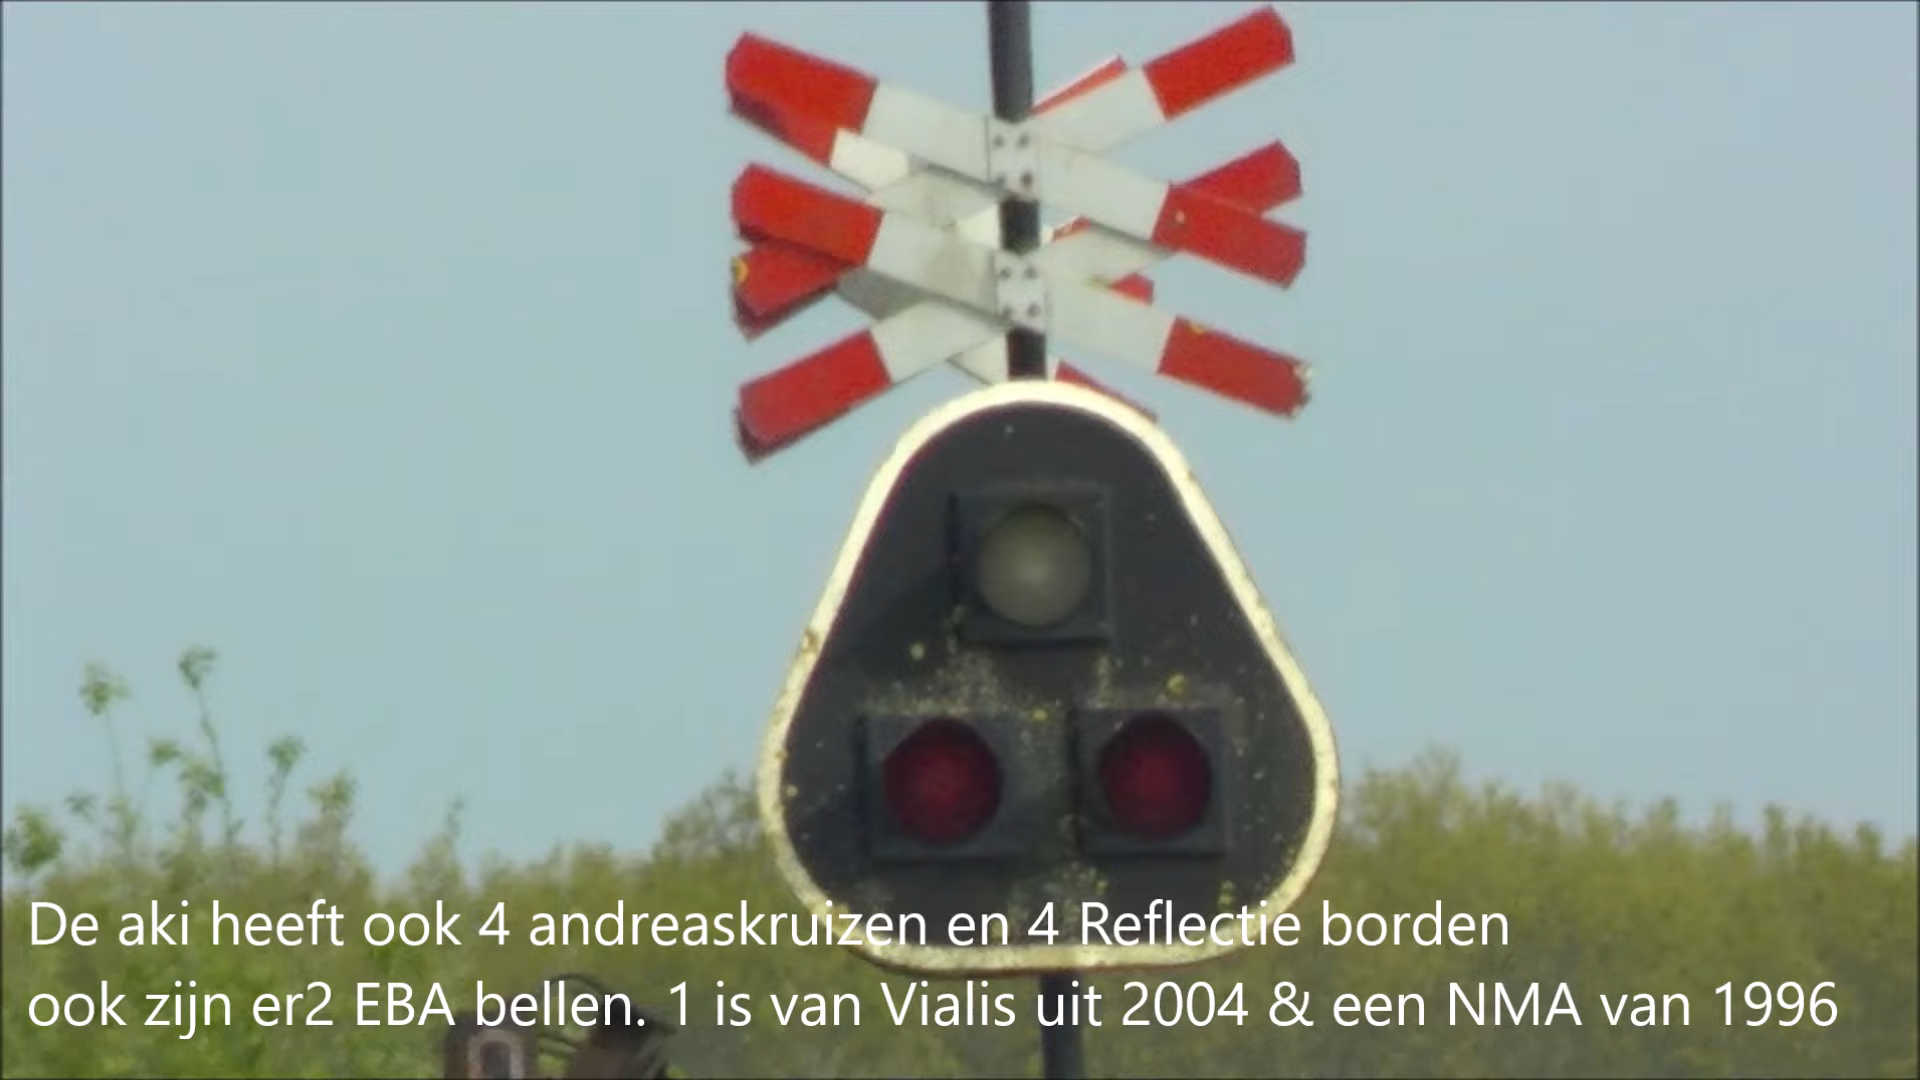 De aki heeft ook 4 andreaskruizen en 4 Reflectie borden
ook zijn er2 EBA bellen. 1 is van Vialis uit 2004 & een NMA van 1996